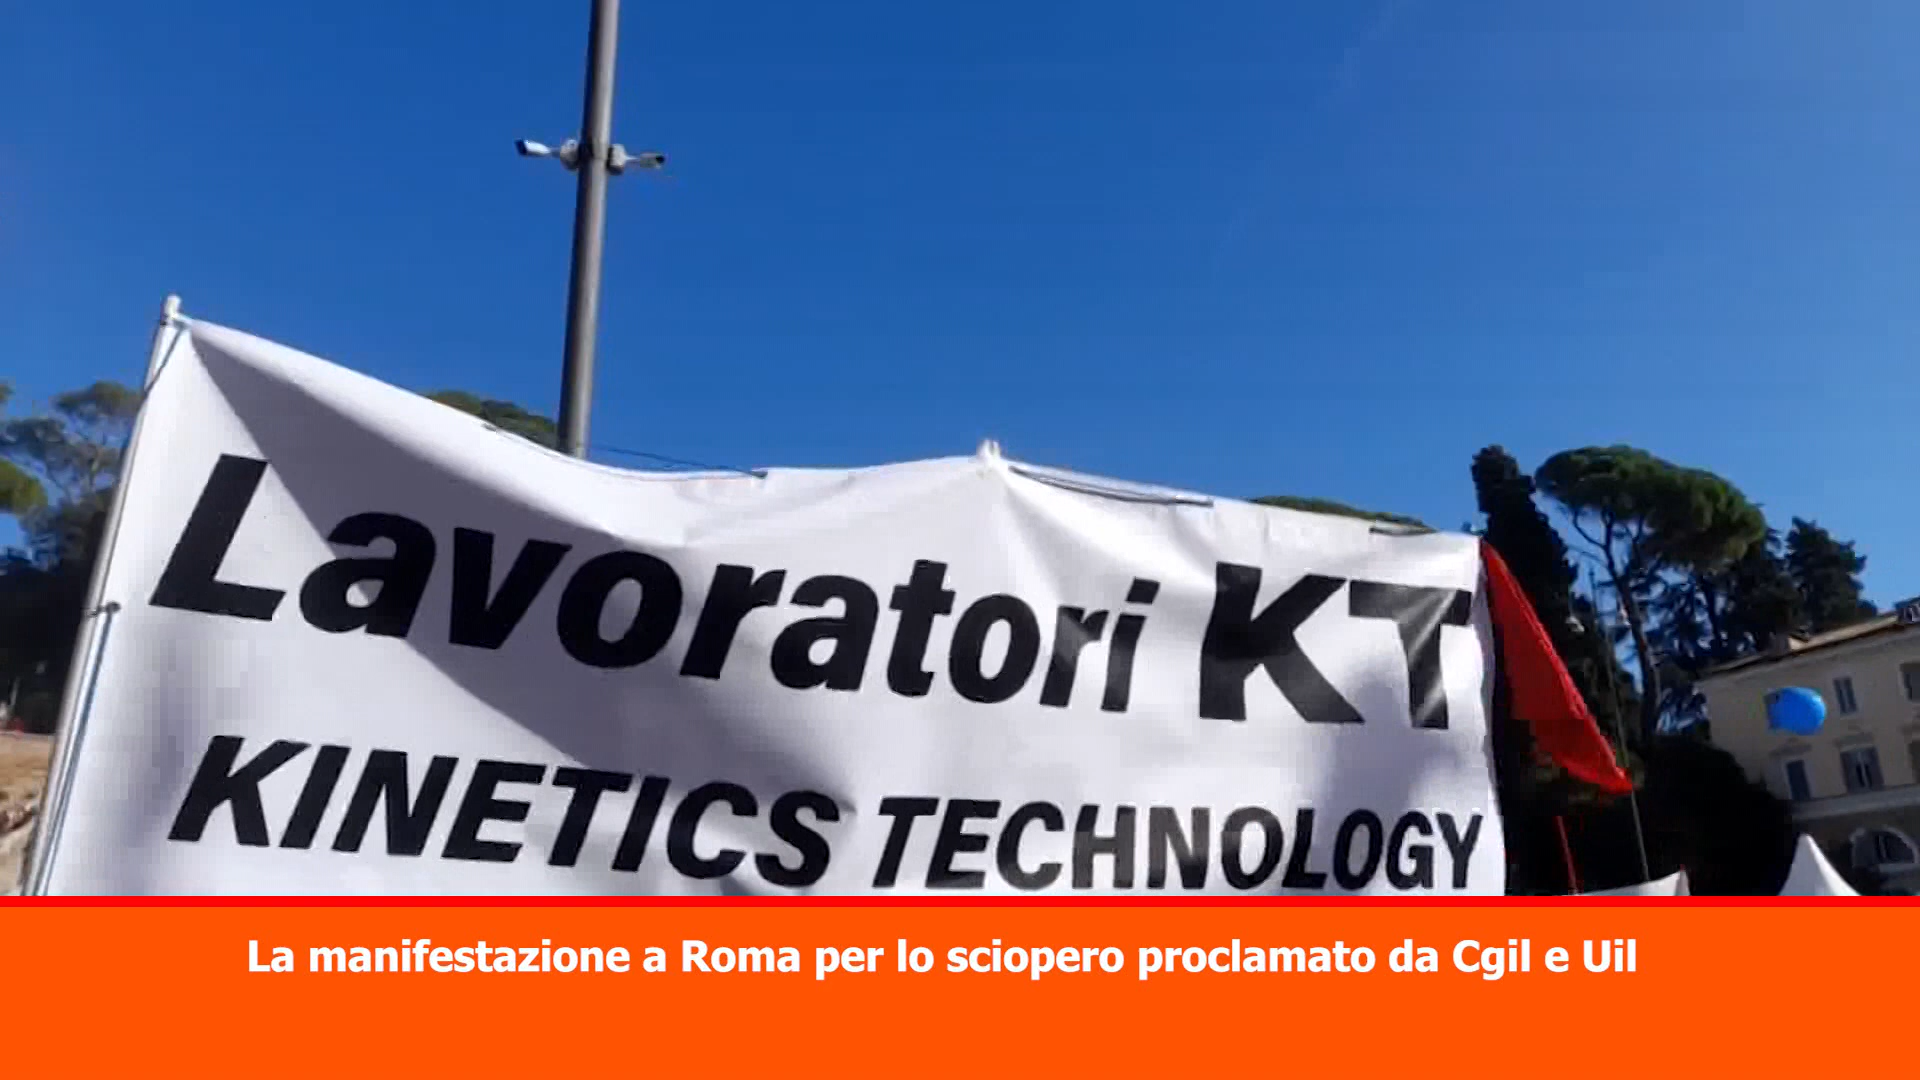 Lavoratori KT
KINETICS TECHNOLOGY
La manifestazione a Roma per lo sciopero proclamato da Cgil e Uil